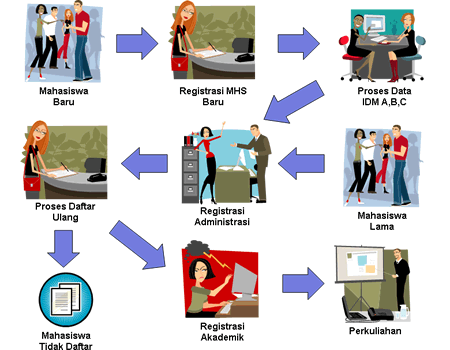 Mahasiswa
Baru
Registrasi MHS
Baru
Proses Data
IDM A,B,C
Proses Daftar
Ulang
Registrasi
Administrasi
Mahasiswa
Lama
Mahasiswa
Tidak Daftar
Registrasi
Akademik
Perkuliahan